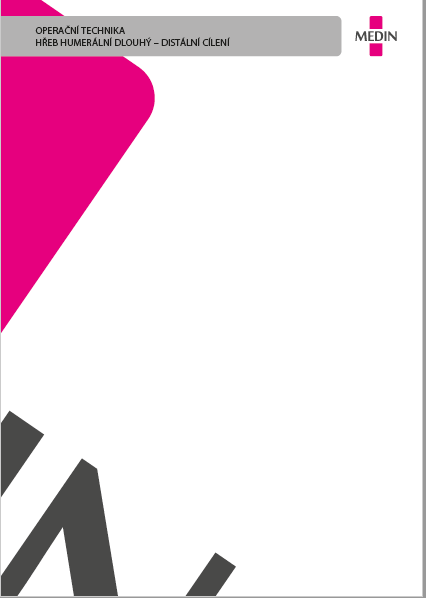 OPERAČNÍ TECHNIKA
HŘEB HUMERÁLNÍ DLOUHÝ – DISTÁLNÍ CÍLENÍ
MEDIN